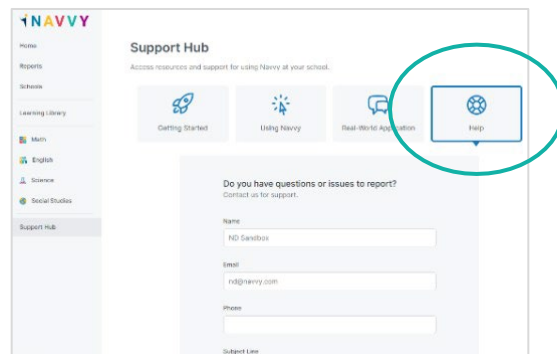 NAVVY
Home
Reports
Schools
Learning Library
Math
English
Science
Social Studies
Support Hub
Support Hub
Access resources and support for using Navvy at your school.
Getting Started
Using Navvy
Real-World Application
Help
Do you have questions or issues to report?
Contact us for support.
Name
ND Sandbox
Email
nd@navvy.com
Phone
Subject Line